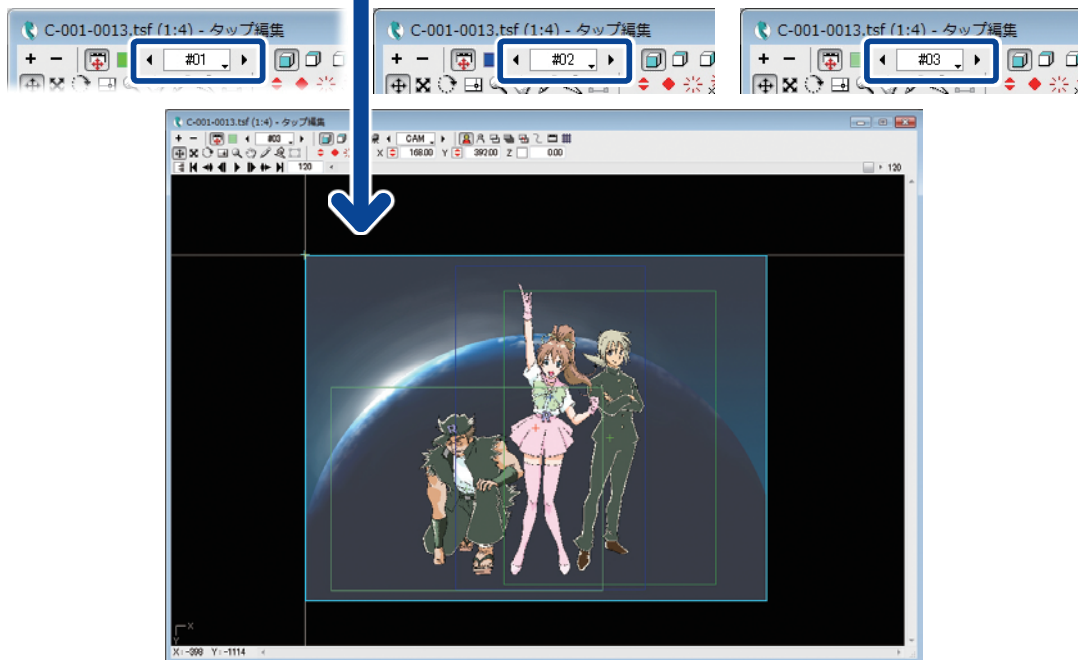 C-001-0013.tsf (1:4) - タップ編集
#01
C-001-0013.tsf (1:4) - タップ編集
#02
C-001-0013.tsf (1:4) - タップ編集
#03
C-001-0013.tsf (1:4) - タップ編集
#03 CAM
X 168.00 Y 392.00 Z 0.00
120 120
X
Y
X:-398 Y:-1114